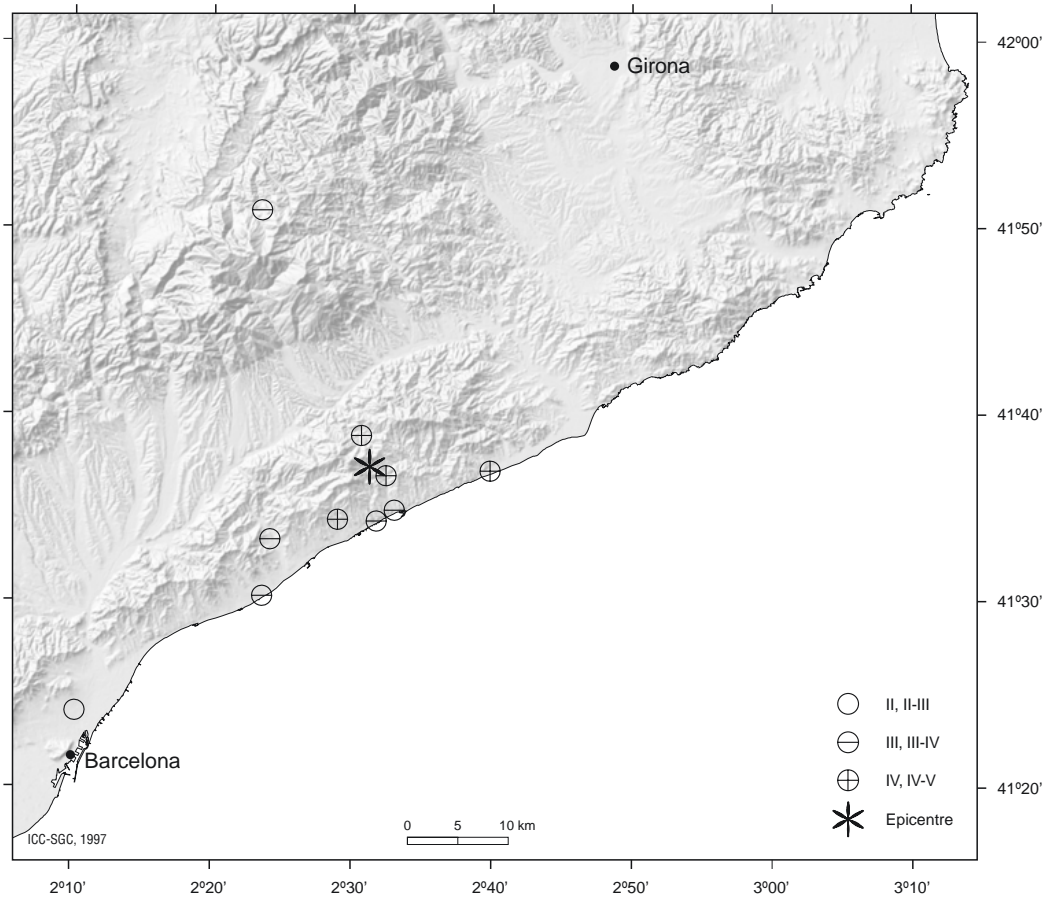 42º00'
Girona
41º50'
41º40'
41º30'
II, II-III
III, III-IV
Barcelona
IV, IV-V
41º20'
0 5 10 km
Epicentre
ICC-SGC, 1997
2º10' 2º20' 2º30' 2º40' 2º50' 3º00' 3º10'